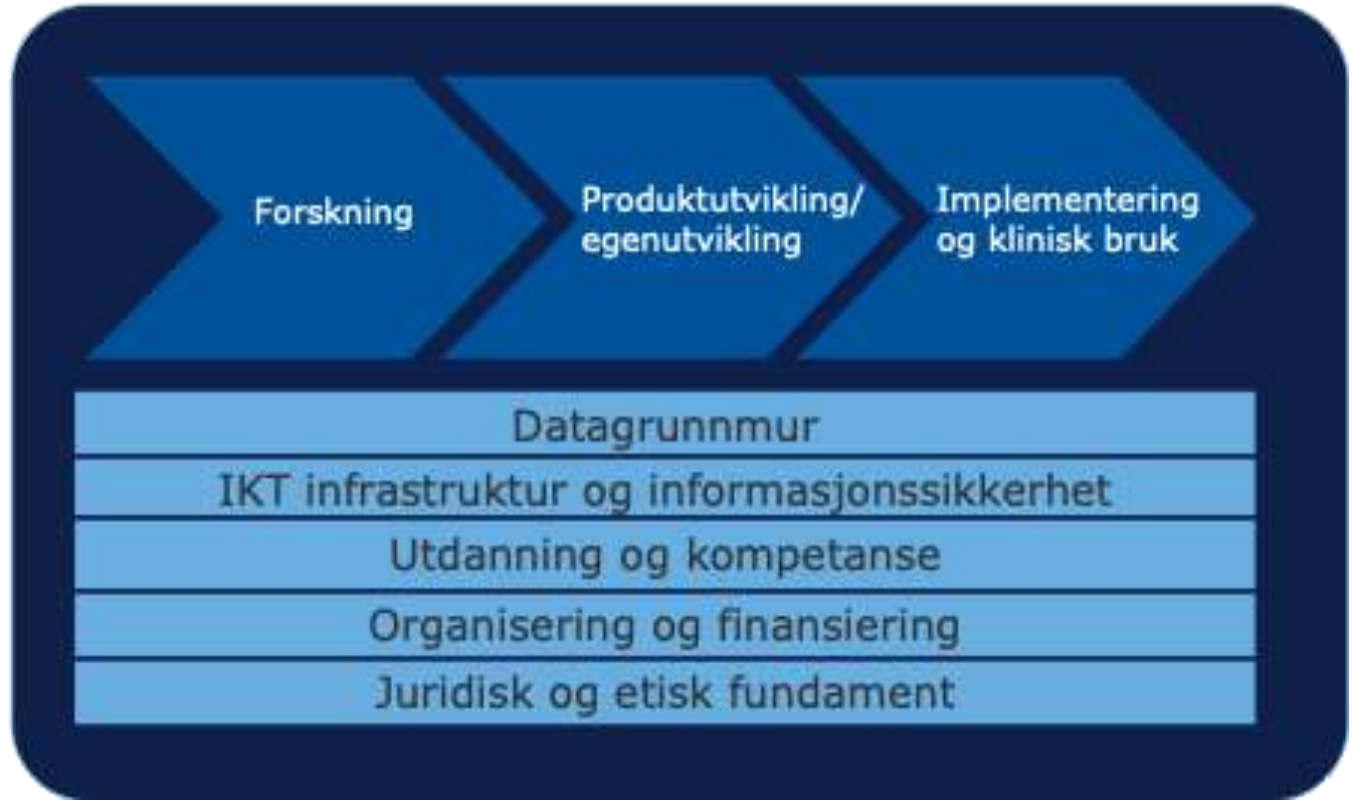 Forskning
Produktutvikling/
egenutvikling
Implementering
og klinisk bruk
Datagrunnmur
IKT infrastruktur og informasjonssikkerhet
Utdanning og kompetanse
Organisering og finansiering
Juridisk og etisk fundament